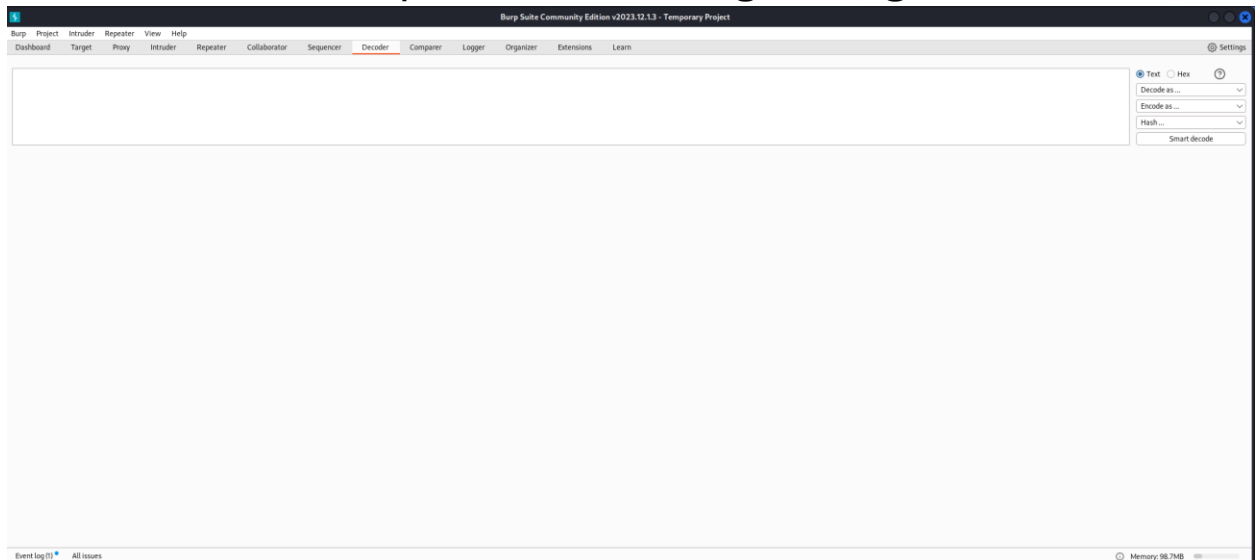 Burp Suite Community Edition v2023.12.1.3 - Temporary Project
Burp Project Intruder Repeater View Help
Dashboard Target Proxy Intruder Repeater Collaborator Sequencer Decoder Comparer Logger Organizer Extensions Learn Settings
Text Hex ?
Decode as ...
Encode as ...
Hash ...
Smart decode
Event log (1) All issues Memory: 98.7MB